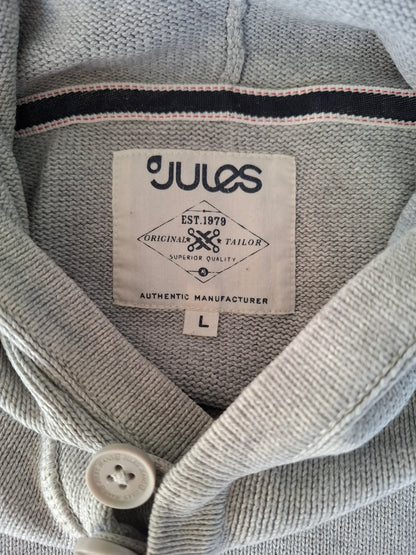 JULES
EST.1979
ORIGINAL TAILOR
SUPERIOR QUALITY
AUTHENTIC MANUFACTURER
L